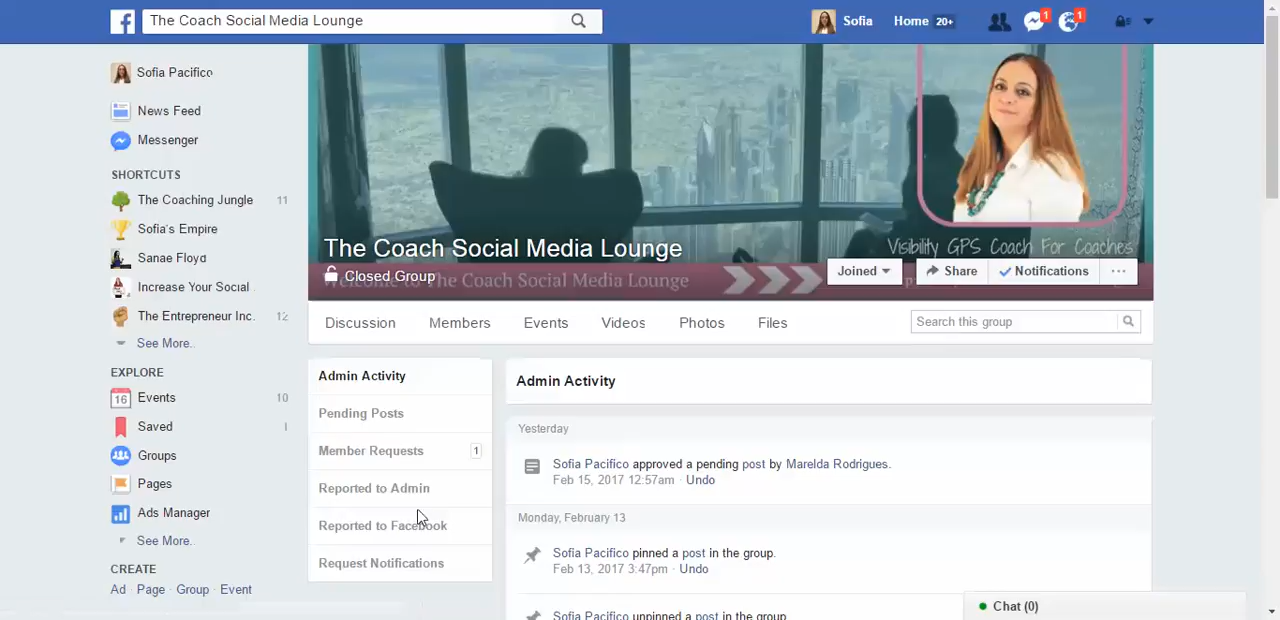 The Coach Social Media Lounge
Sofia
Home 20+
1
1
Sofia Pacifico
News Feed
Messenger
SHORTCUTS
The Coaching Jungle 11
Sofia's Empire
Sanae Floyd
Increase Your Social
The Entrepreneur Inc. 12
See More..
EXPLORE
16 Events 10
Saved 1
Groups
Pages
Ads Manager
See More..
CREATE
Ad · Page · Group · Event
The Coach Social Media Lounge
Closed Group
Welcome to The Coach Social Media Lounge
Visibility GPS Coach For Coaches
Joined
Share
Notifications
Discussion
Members
Events
Videos
Photos
Files
Search this group
Admin Activity
Pending Posts
Member Requests 1
Reported to Admin
Reported to Facebook
Request Notifications
Admin Activity
Yesterday
Sofia Pacifico approved a pending post by Marelda Rodrigues.
Feb 15, 2017 12:57am · Undo
Monday, February 13
Sofia Pacifico pinned a post in the group.
Feb 13, 2017 3:47pm · Undo
Sofia Pacifico unpinned a post in the group
Chat (0)